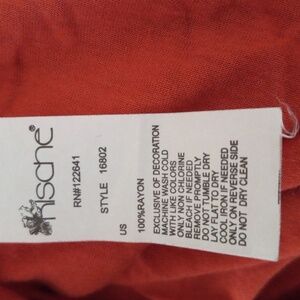 hische®
RN#122641
STYLE 16802
US
100%RAYON
EXCLUSIVE OF DECORATION
MACHINE WASH COLD
WITH LIKE COLORS
ONLY NON CHLORINE
BLEACH IF NEEDED
REMOVE PROMPTLY
DO NOT TUMBLE DRY
LAY FLAT TO DRY
COOL IRON IF NEEDED
ONLY ON REVERSE SIDE
DO NOT DRY CLEAN